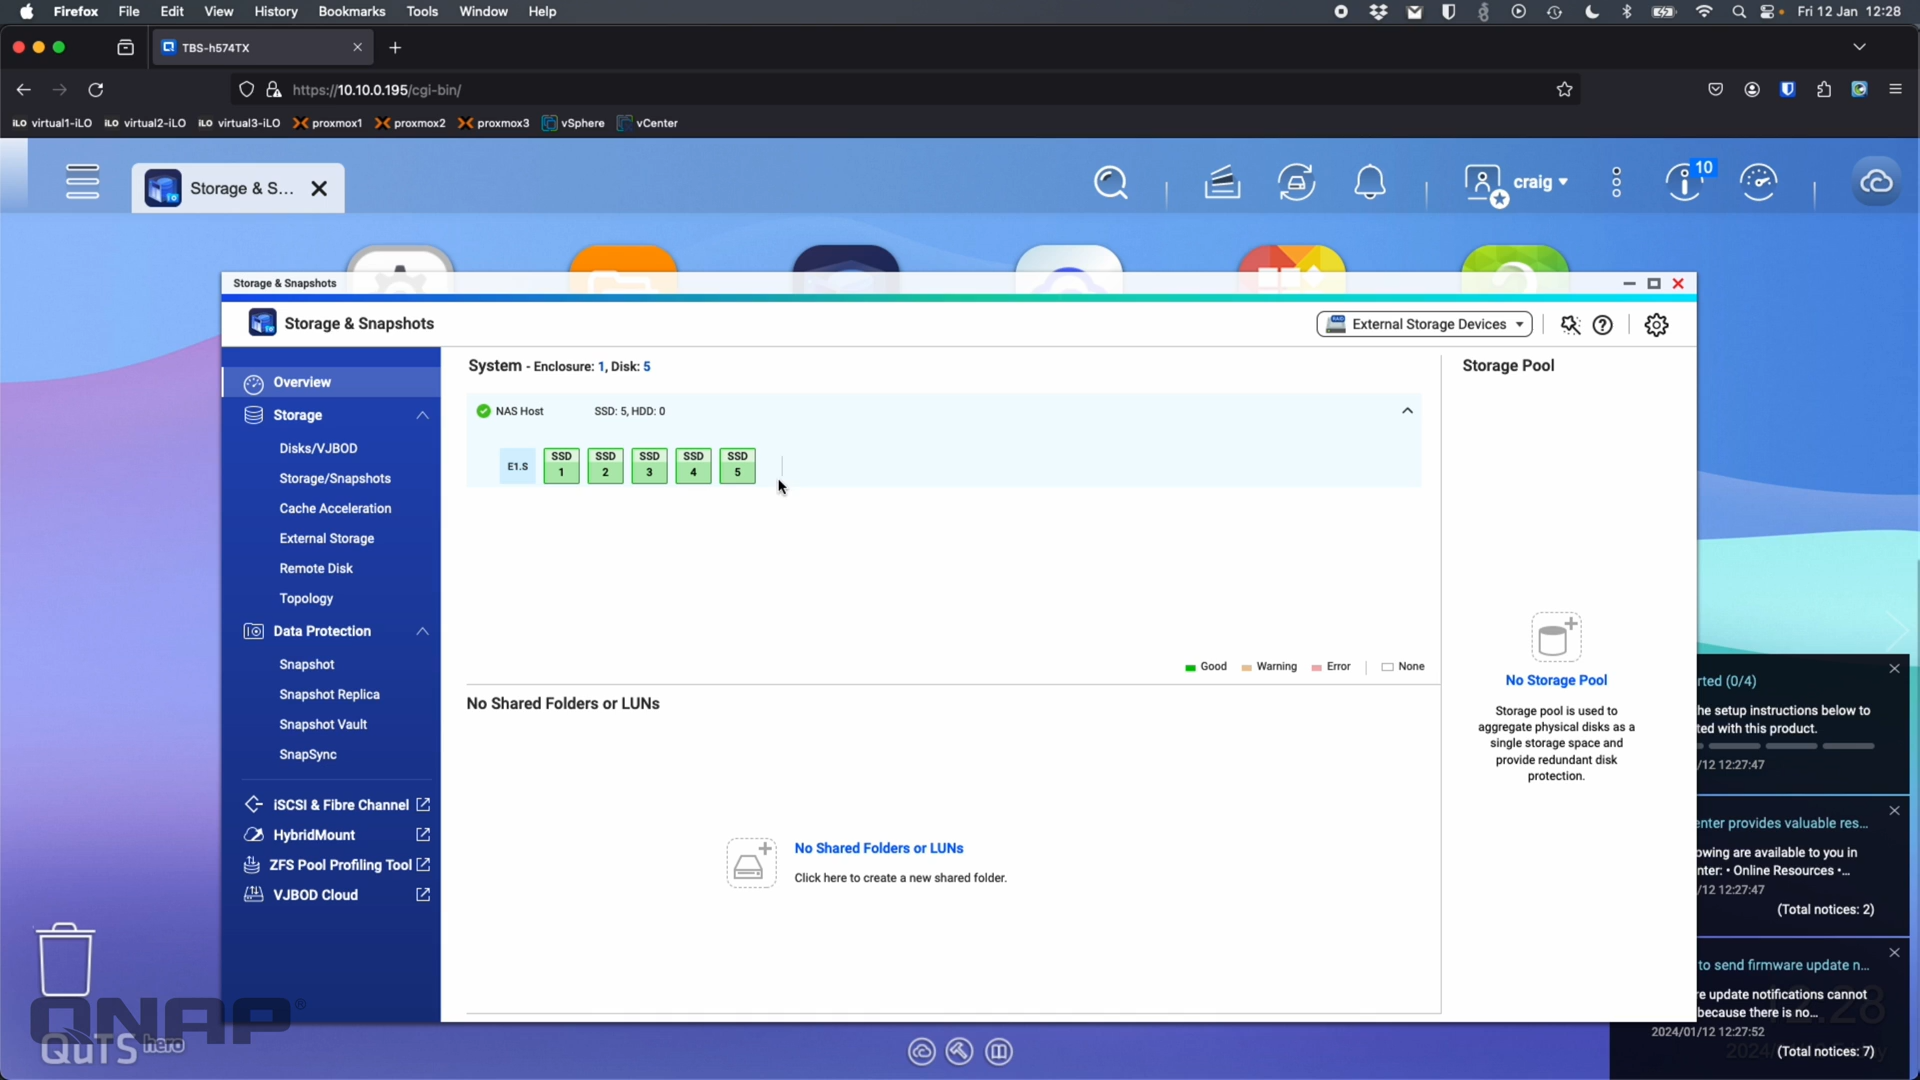 Firefox File Edit View History Bookmarks Tools Window Help
Fri 12 Jan 12:28
TBS-h574TX
https://10.10.0.195/cgi-bin/
iLO virtual1-iLO iLO virtual2-iLO iLO virtual3-iLO proxmox1 proxmox2 proxmox3 vSphere vCenter
Storage & S...
craig
10
Storage & Snapshots
Storage & Snapshots
External Storage Devices
Overview
Storage
Disks/VJBOD
Storage/Snapshots
Cache Acceleration
External Storage
Remote Disk
Topology
Data Protection
Snapshot
Snapshot Replica
Snapshot Vault
SnapSync
iSCSI & Fibre Channel
HybridMount
ZFS Pool Profiling Tool
VJBOD Cloud
System - Enclosure: 1, Disk: 5
NAS Host SSD: 5, HDD: 0
E1.S
SSD 1
SSD 2
SSD 3
SSD 4
SSD 5
Good Warning Error None
No Shared Folders or LUNs
No Shared Folders or LUNs
Click here to create a new shared folder.
Storage Pool
No Storage Pool
Storage pool is used to
aggregate physical disks as a
single storage space and
provide redundant disk
protection.
rted (0/4)
he setup instructions below to
ted with this product.
/12 12:27:47
enter provides valuable res...
owing are available to you in
nter: • Online Resources •...
/12 12:27:47
(Total notices: 2)
to send firmware update n...
re update notifications cannot
because there is no...
2024/01/12 12:27:52
(Total notices: 7)
12:28
QNAP®
QuTS hero